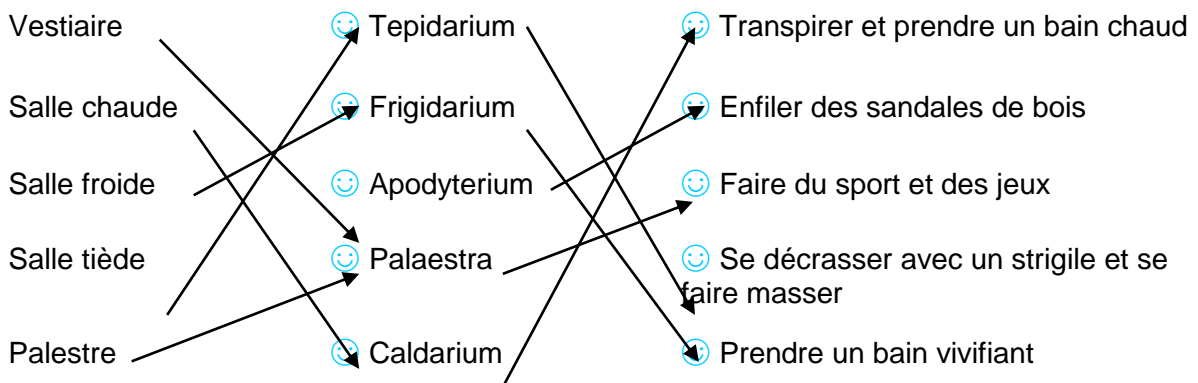 Vestiaire ☺ Tepidarium ☺ Transpirer et prendre un bain chaud
Salle chaude ☺ Frigidarium ☺ Enfiler des sandales de bois
Salle froide ☺ Apodyterium ☺ Faire du sport et des jeux
Salle tiède ☺ Palaestra ☺ Se décrasser avec un strigile et se
faire masser
Palestre ☺ Caldarium ☺ Prendre un bain vivifiant